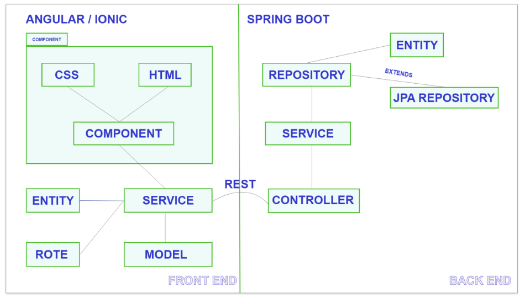 ANGULAR / IONIC
COMPONENT
CSS
HTML
COMPONENT
ENTITY
SERVICE
ROTE
MODEL
FRONT END
REST
SPRING BOOT
ENTITY
REPOSITORY
EXTENDS
JPA REPOSITORY
SERVICE
CONTROLLER
BACK END